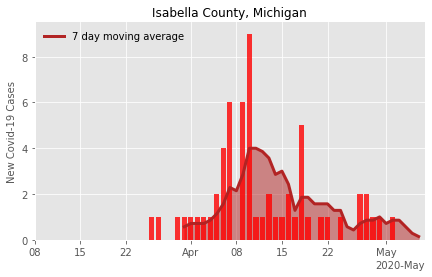 Isabella County, Michigan
7 day moving average
New Covid-19 Cases
8
6
4
2
0
08 15 22 Apr 08 15 22 May
2020-May